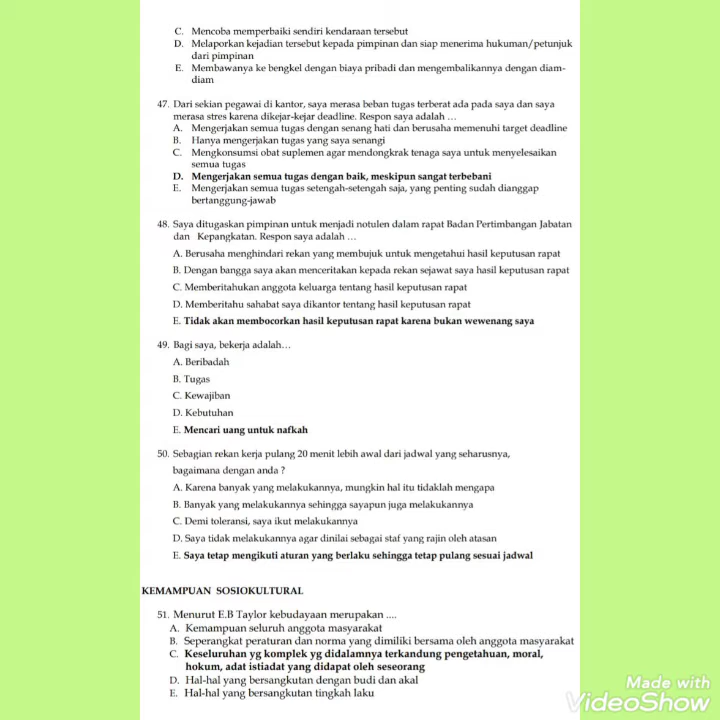 C. Mencoba memperbaiki sendiri kendaraan tersebut
D. Melaporkan kejadian tersebut kepada pimpinan dan siap menerima hukuman/petunjuk
dari pimpinan
E. Membawanya ke bengkel dengan biaya pribadi dan mengembalikannya dengan diam-
diam
47. Dari sekian pegawai di kantor, saya merasa beban tugas terberat ada pada saya dan saya
merasa stres karena dikejar-kejar deadline. Respon saya adalah …
A. Mengerjakan semua tugas dengan senang hati dan berusaha memenuhi target deadline
B. Hanya mengerjakan tugas yang saya senangi
C. Mengkonsumsi obat suplemen agar mendongkrak tenaga saya untuk menyelesaikan
semua tugas
D. Mengerjakan semua tugas dengan baik, meskipun sangat terbebani
E. Mengerjakan semua tugas setengah-setengah saja, yang penting sudah dianggap
bertanggung-jawab
48. Saya ditugaskan pimpinan untuk menjadi notulen dalam rapat Badan Pertimbangan Jabatan
dan Kepangkatan. Respon saya adalah …
A. Berusaha menghindari rekan yang membujuk untuk mengetahui hasil keputusan rapat
B. Dengan bangga saya akan menceritakan kepada rekan sejawat saya hasil keputusan rapat
C. Memberitahukan anggota keluarga tentang hasil keputusan rapat
D. Memberitahu sahabat saya dikantor tentang hasil keputusan rapat
E. Tidak akan membocorkan hasil keputusan rapat karena bukan wewenang saya
49. Bagi saya, bekerja adalah…
A. Beribadah
B. Tugas
C. Kewajiban
D. Kebutuhan
E. Mencari uang untuk nafkah
50. Sebagian rekan kerja pulang 20 menit lebih awal dari jadwal yang seharusnya,
bagaimana dengan anda ?
A. Karena banyak yang melakukannya, mungkin hal itu tidaklah mengapa
B. Banyak yang melakukannya sehingga sayapun juga melakukannya
C. Demi toleransi, saya ikut melakukannya
D. Saya tidak melakukannya agar dinilai sebagai staf yang rajin oleh atasan
E. Saya tetap mengikuti aturan yang berlaku sehingga tetap pulang sesuai jadwal
KEMAMPUAN SOSIOKULTURAL
51. Menurut E.B Taylor kebudayaan merupakan ....
A. Kemampuan seluruh anggota masyarakat
B. Seperangkat peraturan dan norma yang dimiliki bersama oleh anggota masyarakat
C. Keseluruhan yg komplek yg didalamnya terkandung pengetahuan, moral,
hokum, adat istiadat yang didapat oleh seseorang
D. Hal-hal yang bersangkutan dengan budi dan akal
E. Hal-hal yang bersangkutan tingkah laku
Made with
VideoShow